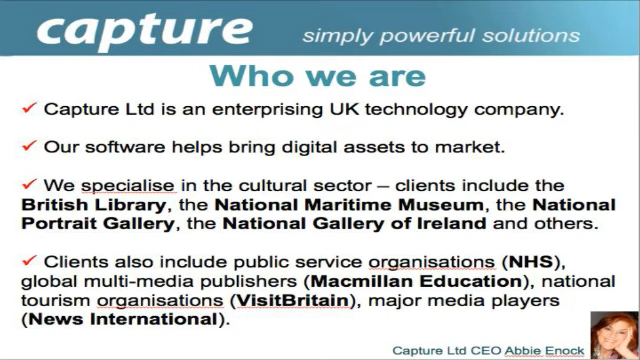 capture
simply powerful solutions
Who we are
✓ Capture Ltd is an enterprising UK technology company.
✓ Our software helps bring digital assets to market.
✓ We specialise in the cultural sector – clients include the
British Library, the National Maritime Museum, the National
Portrait Gallery, the National Gallery of Ireland and others.
✓ Clients also include public service organisations (NHS),
global multi-media publishers (Macmillan Education), national
tourism organisations (VisitBritain), major media players
(News International).
Capture Ltd CEO Abbie Enock